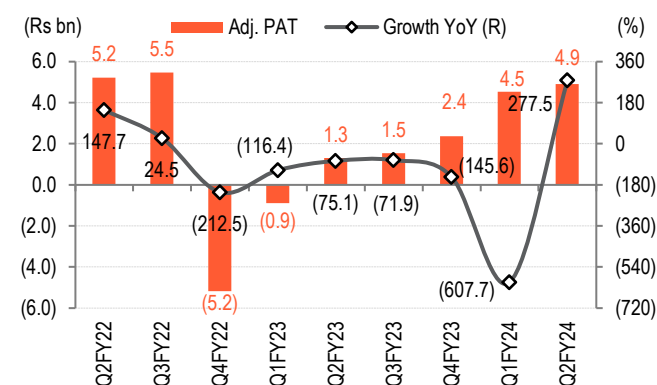 (Rs bn) Adj. PAT Growth YoY (R) (%)
6.0 5.2 5.5 4.9 360
4.0 2.4 4.5 277.5 180
2.0 147.7 24.5 (116.4) 1.3 1.5 (145.6) 0
0.0 (180)
(2.0) (212.5) (0.9) (75.1) (71.9) (360)
(4.0) (607.7) (540)
(6.0) (5.2) (720)
Q2FY22 Q3FY22 Q4FY22 Q1FY23 Q2FY23 Q3FY23 Q4FY23 Q1FY24 Q2FY24